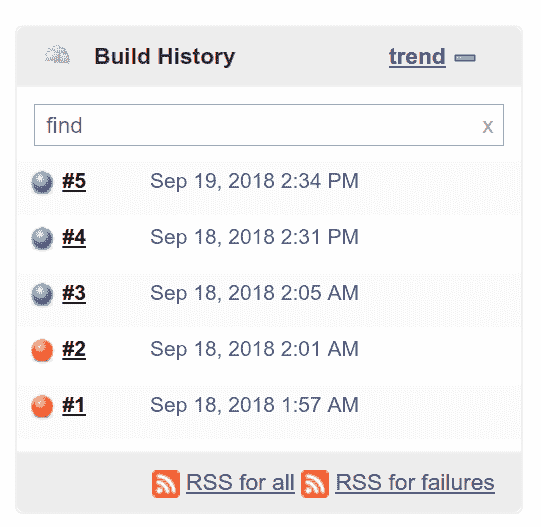 Build History trend
find x
#5 Sep 19, 2018 2:34 PM
#4 Sep 18, 2018 2:31 PM
#3 Sep 18, 2018 2:05 AM
#2 Sep 18, 2018 2:01 AM
#1 Sep 18, 2018 1:57 AM
RSS for all RSS for failures